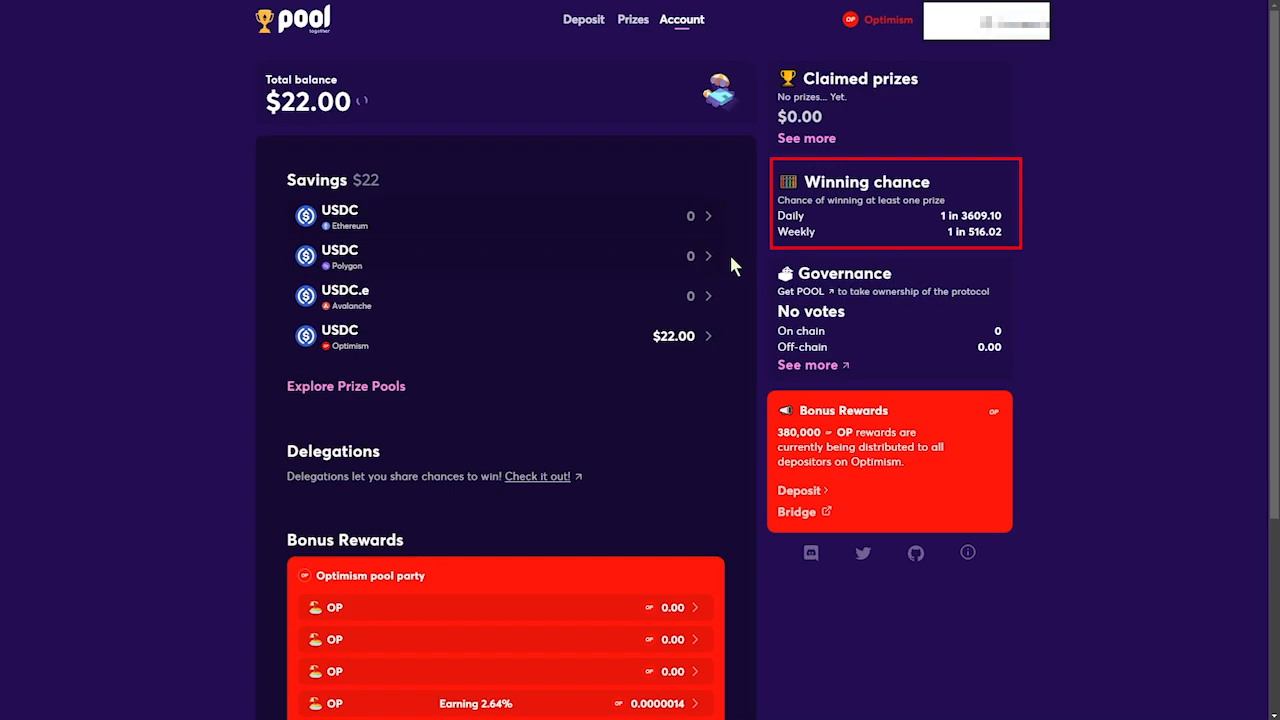 pool
together
Deposit Prizes Account
OP Optimism
Total balance
$22.00
Savings $22
USDC
Ethereum
0
USDC
Polygon
0
USDC.e
Avalanche
0
USDC
OP Optimism
$22.00
Explore Prize Pools
Delegations
Delegations let you share chances to win! Check it out!
Bonus Rewards
OP Optimism pool party
OP OP 0.00
OP OP 0.00
OP OP 0.00
OP Earning 2.64% OP 0.0000014
Claimed prizes
No prizes... Yet.
$0.00
See more
Winning chance
Chance of winning at least one prize
Daily 1 in 3609.10
Weekly 1 in 516.02
Governance
Get POOL to take ownership of the protocol
No votes
On chain 0
Off-chain 0.00
See more
Bonus Rewards OP
380,000 OP OP rewards are
currently being distributed to all
depositors on Optimism.
Deposit
Bridge